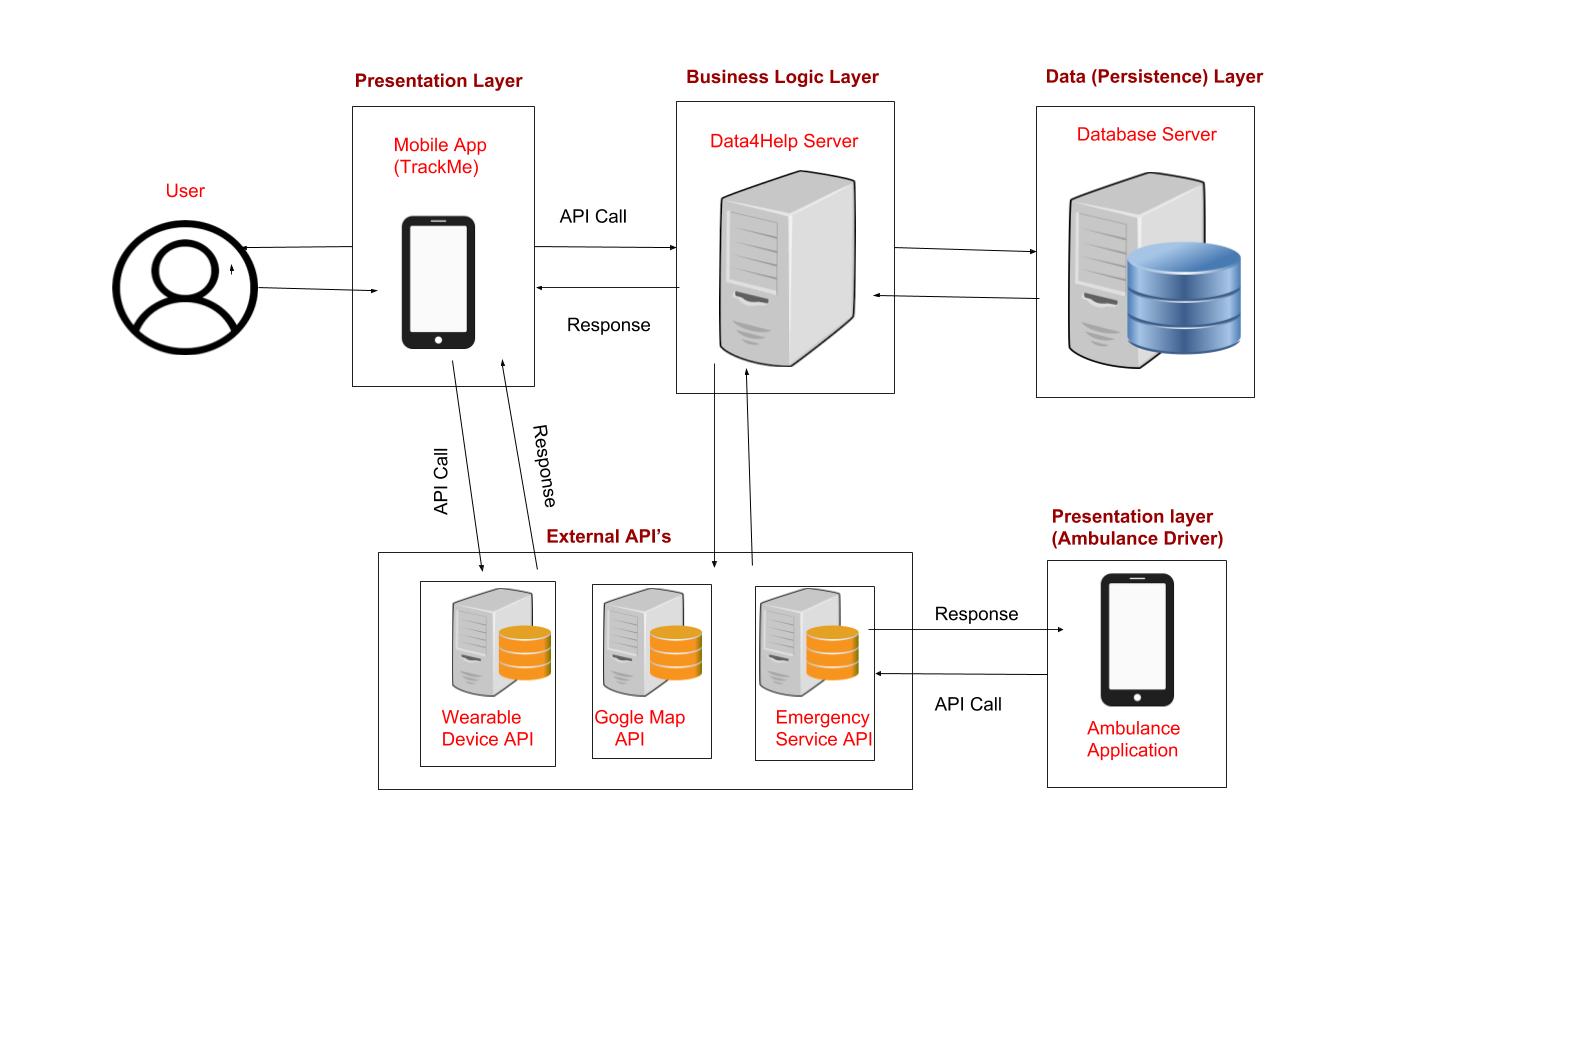 Presentation Layer
Business Logic Layer
Data (Persistence) Layer
Mobile App
(TrackMe)
Data4Help Server
Database Server
User
API Call
Response
API Call
Response
External API’s
Presentation layer
(Ambulance Driver)
Wearable
Device API
Gogle Map
API
Emergency
Service API
Response
API Call
Ambulance
Application